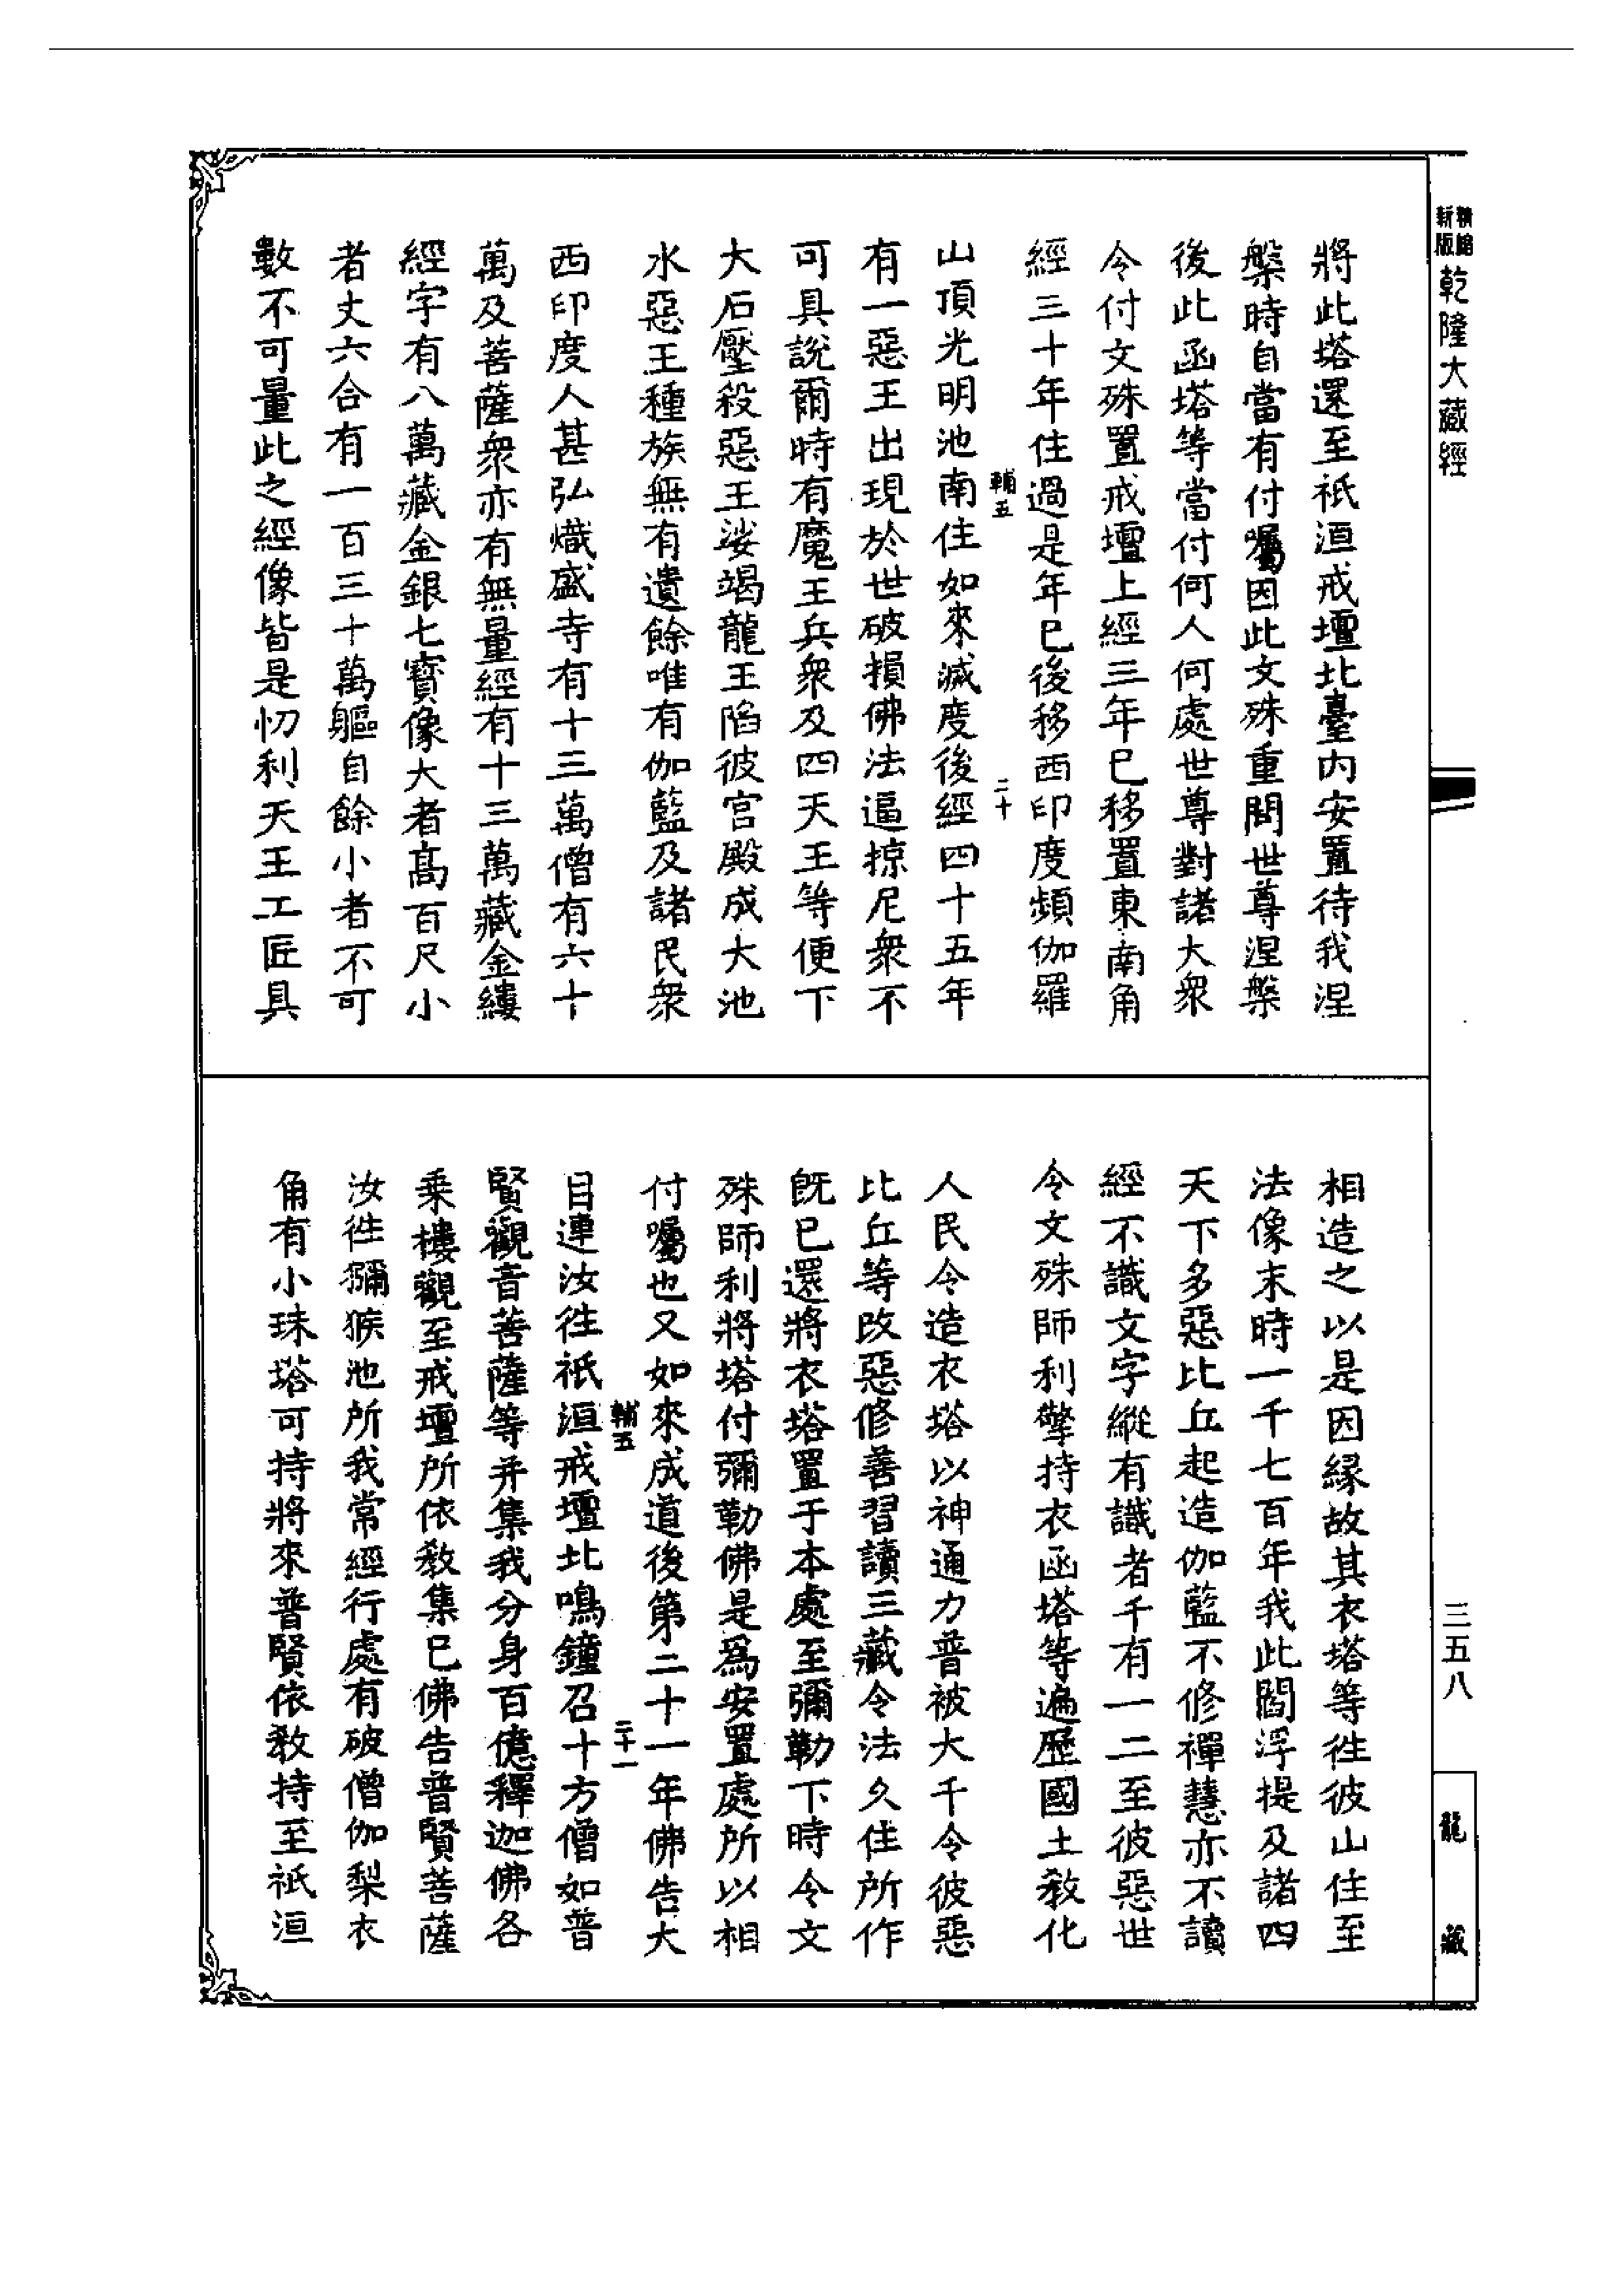 新版精縮乾隆大藏經
將此塔還至祇洹戒壇北臺內安置待我涅
槃時自當有付囑因此文殊重問世尊涅槃
後此函塔等當付何人何處世尊對諸大衆
令付文殊置戒壇上經三年巳移置東南角
經三十年住過是年巳後移西印度頻伽羅
輔五
二十
山頂光明池南住如來滅度後經四十五年
有一惡王出現於世破損佛法逼掠尼衆不
可具說爾時有魔王兵衆及四天王等便下
大石壓殺惡王娑竭龍王陷彼宮殿成大池
水惡王種族無有遺餘唯有伽藍及諸民衆
西印度人甚弘熾盛寺有十三萬僧有六十
萬及菩薩衆亦有無量經有十三萬藏金縷
經字有八萬藏金銀七寶像大者高百尺小
者丈六合有一百三十萬軀自餘小者不可
數不可量此之經像皆是忉利天王工匠具
相造之以是因緣故其衣塔等徃彼山住至
法像末時一千七百年我此閻浮提及諸四
天下多惡比丘起造伽藍不修禪慧亦不讀
經不識文字縱有識者千有一二至彼惡世
令文殊師利擎持衣函塔等遍歷國土敎化
人民令造衣塔以神通力普被大千令彼惡
比丘等改惡修善習讀三藏令法久住所作
旣巳還將衣塔置于本處至彌勒下時令文
殊師利將塔付彌勒佛是爲安置處所以相
付囑也又如來成道後第二十一年佛告大
輔五
二十一
目連汝徃祇洹戒壇北鳴鐘召十方僧如普
賢觀音菩薩等并集我分身百億釋迦佛各
乗樓觀至戒壇所依敎集巳佛告普賢菩薩
汝徃獼猴池所我常經行處有破僧伽梨衣
角有小珠塔可持將來普賢依敎持至祇洹
三五八
龍藏